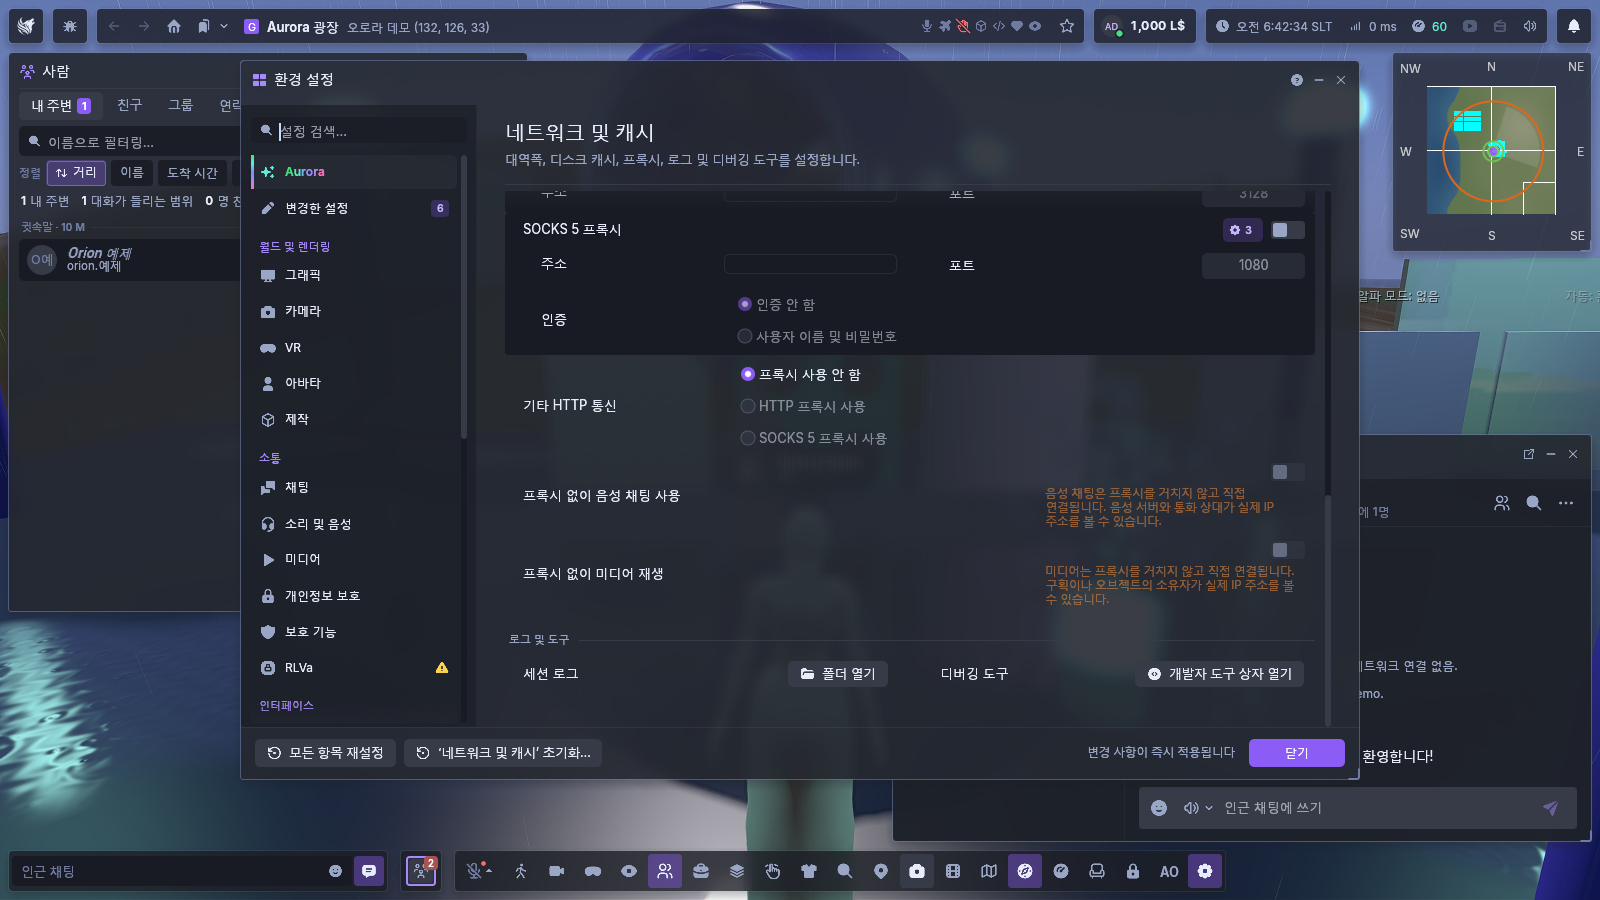 G Aurora 광장 오로라 데모 (132, 126, 33)
AD 1,000 L$
오전 6:42:34 SLT 0 ms 60
사람
내 주변 1 친구 그룹
이름으로 필터링...
정렬 거리 이름 도착 시간
1 내 주변 1 대화가 들리는 범위 0 명
귓속말 · 10 M
O예 Orion 예제
orion.예제
환경 설정
설정 검색...
Aurora
변경한 설정 6
월드 및 렌더링
그래픽
카메라
VR
아바타
제작
소통
채팅
소리 및 음성
미디어
개인정보 보호
보호 기능
RLVa
인터페이스
네트워크 및 캐시
대역폭, 디스크 캐시, 프록시, 로그 및 디버깅 도구를 설정합니다.
주소 포트 3128
SOCKS 5 프록시 3
주소 포트 1080
인증 인증 안 함
사용자 이름 및 비밀번호
기타 HTTP 통신 프록시 사용 안 함
HTTP 프록시 사용
SOCKS 5 프록시 사용
프록시 없이 음성 채팅 사용
음성 채팅은 프록시를 거치지 않고 직접
연결됩니다. 음성 서버와 통화 상대가 실제 IP
주소를 볼 수 있습니다.
프록시 없이 미디어 재생
미디어는 프록시를 거치지 않고 직접 연결됩니다.
구획이나 오브젝트의 소유자가 실제 IP 주소를 볼
수 있습니다.
로그 및 도구
세션 로그 폴더 열기 디버깅 도구 개발자 도구 상자 열기
모든 항목 재설정 ‘네트워크 및 캐시’ 초기화... 변경 사항이 즉시 적용됩니다 닫기
NW N NE
W E
SW S SE
알파 모드: 없음 자동:
에 1명
네트워크 연결 없음.
emo.
환영합니다!
인근 채팅에 쓰기
인근 채팅
2
AO